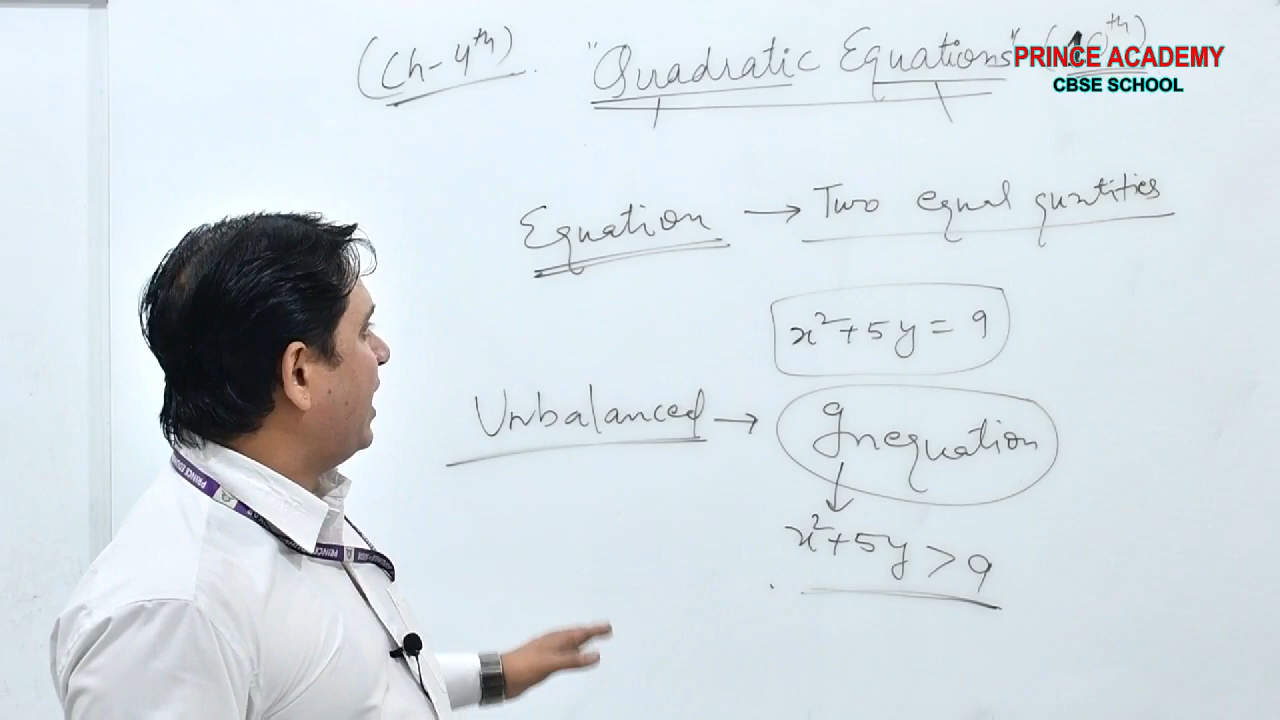 (Ch-4th) "Quadratic Equations" (10th)
PRINCE ACADEMY
CBSE SCHOOL
Equation → Two equal quantities
x²+5y = 9
Unbalanced → Inequation
x²+5y > 9
PRINCE